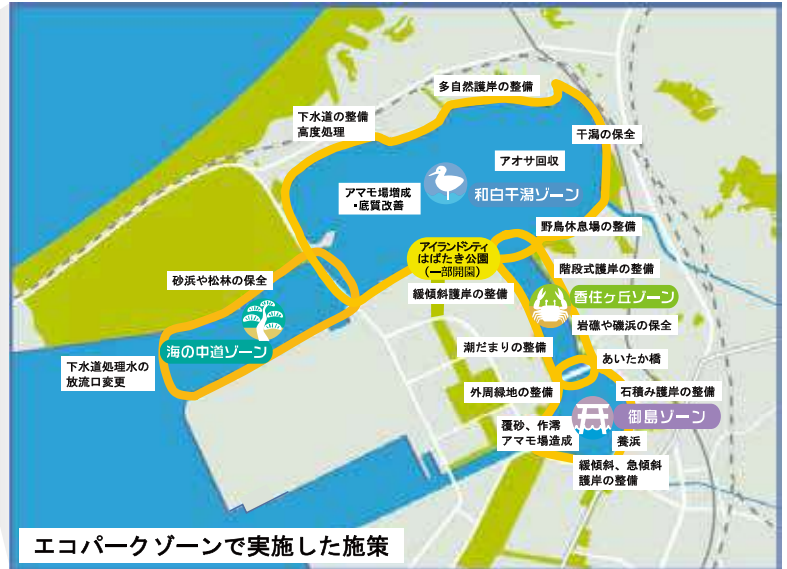 多自然護岸の整備
下水道の整備
高度処理
干潟の保全
アオサ回収
アマモ場増成
・底質改善
和白干潟ゾーン
野鳥休息場の整備
アイランドシティ
はばたき公園
(一部開園)
階段式護岸の整備
砂浜や松林の保全
緩傾斜護岸の整備
香住ヶ丘ゾーン
岩礁や磯浜の保全
海の中道ゾーン
潮だまりの整備
あいたか橋
下水道処理水の
放流口変更
外周緑地の整備
石積み護岸の整備
御島ゾーン
覆砂、作澪
アマモ場造成
養浜
緩傾斜、急傾斜
護岸の整備
エコパークゾーンで実施した施策